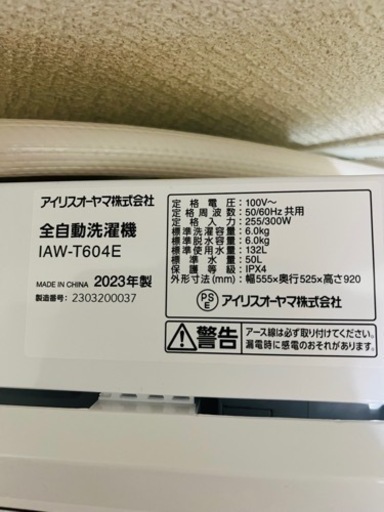 アイリスオーヤマ株式会社
全自動洗濯機
IAW-T604E
MADE IN CHINA 2023年製
製造番号: 2303200037
定格電圧: 100V～
定格周波数: 50/60Hz 共用
定格入力: 255/300W
標準洗濯容量: 6.0kg
標準脱水容量: 6.0kg
標準使用水量: 132L
標準水量: 50L
保護等級: IPX4
外形寸法(mm): 幅555×奥行525×高さ920
PS E アイリスオーヤマ株式会社
警告 アース線は必ず取り付けてください。
漏電時に感電のおそれがあります。